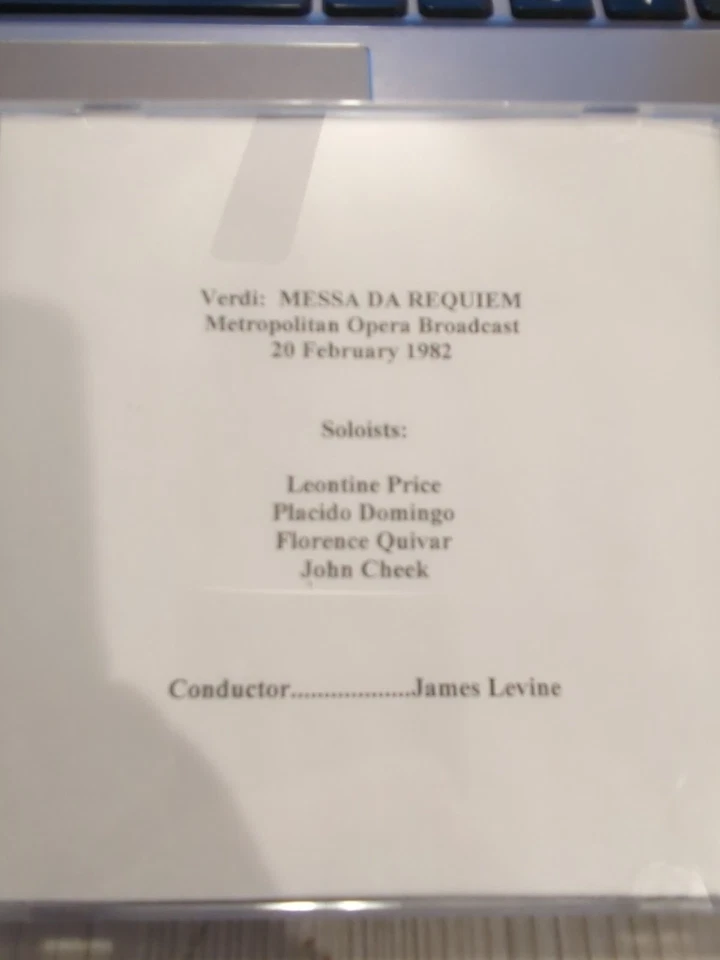 Verdi:  MESSA DA REQUIEM
Metropolitan Opera Broadcast
20 February 1982
Soloists:
Leontine Price
Placido Domingo
Florence Quivar
John Cheek
Conductor...................James Levine